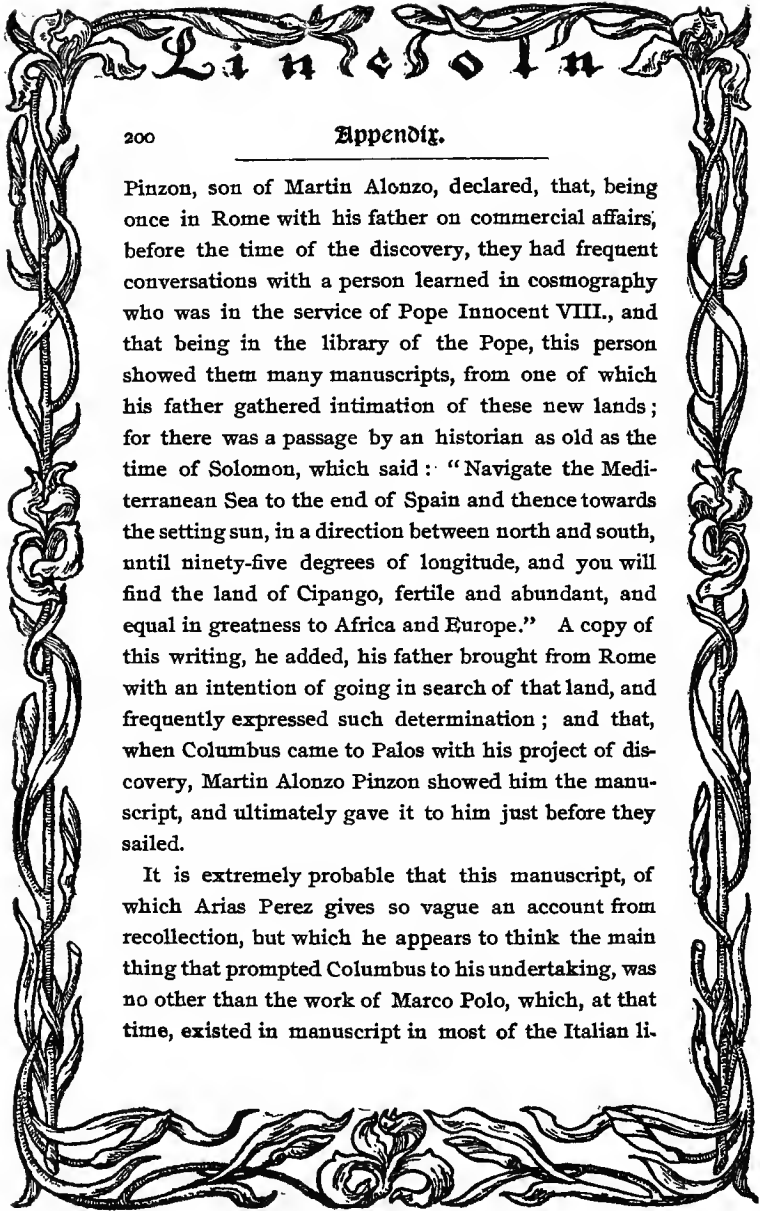 Lincoln
200 Appendix.
Pinzon, son of Martin Alonzo, declared, that, being
once in Rome with his father on commercial affairs,
before the time of the discovery, they had frequent
conversations with a person learned in cosmography
who was in the service of Pope Innocent VIII., and
that being in the library of the Pope, this person
showed them many manuscripts, from one of which
his father gathered intimation of these new lands;
for there was a passage by an historian as old as the
time of Solomon, which said: "Navigate the Medi-
terranean Sea to the end of Spain and thence towards
the setting sun, in a direction between north and south,
until ninety-five degrees of longitude, and you will
find the land of Cipango, fertile and abundant, and
equal in greatness to Africa and Europe." A copy of
this writing, he added, his father brought from Rome
with an intention of going in search of that land, and
frequently expressed such determination; and that,
when Columbus came to Palos with his project of dis-
covery, Martin Alonzo Pinzon showed him the manu-
script, and ultimately gave it to him just before they
sailed.
It is extremely probable that this manuscript, of
which Arias Perez gives so vague an account from
recollection, but which he appears to think the main
thing that prompted Columbus to his undertaking, was
no other than the work of Marco Polo, which, at that
time, existed in manuscript in most of the Italian li-